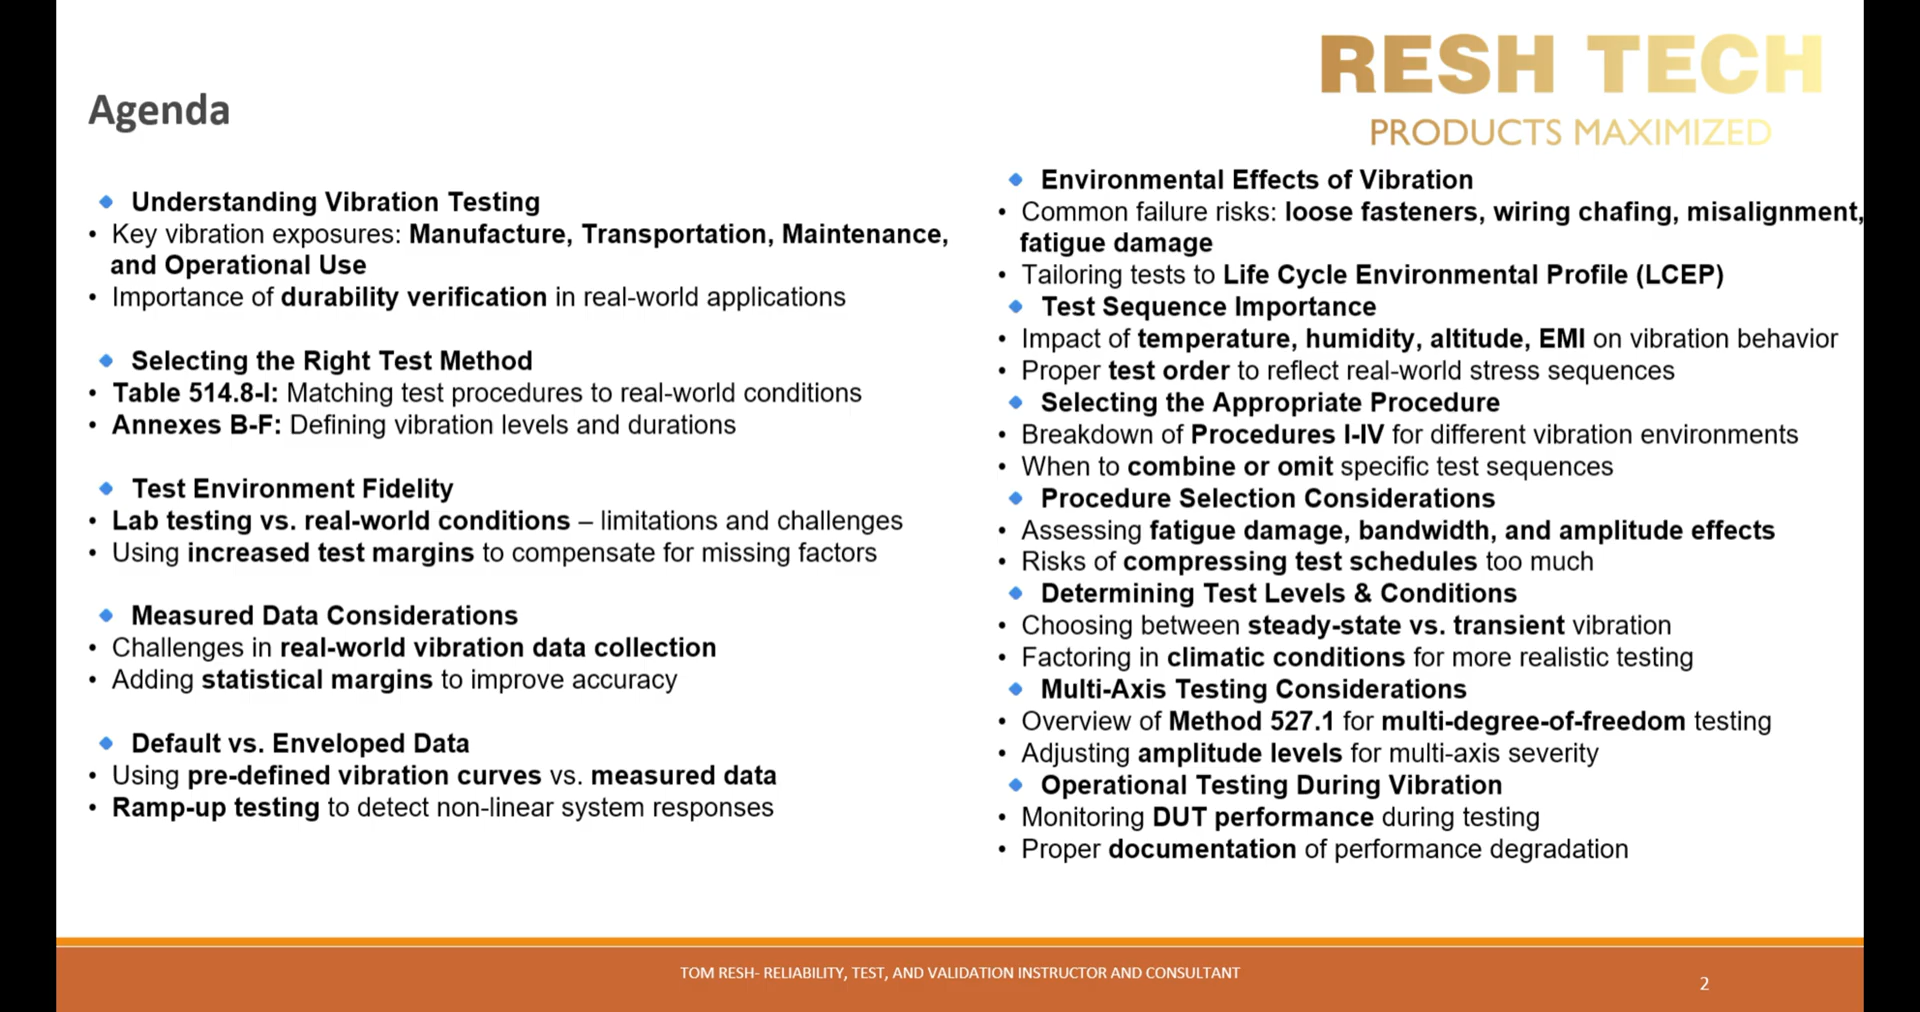 RESH TECH
PRODUCTS MAXIMIZED
Agenda
Understanding Vibration Testing
• Key vibration exposures: Manufacture, Transportation, Maintenance,
and Operational Use
• Importance of durability verification in real-world applications
Selecting the Right Test Method
• Table 514.8-I: Matching test procedures to real-world conditions
• Annexes B-F: Defining vibration levels and durations
Test Environment Fidelity
• Lab testing vs. real-world conditions – limitations and challenges
• Using increased test margins to compensate for missing factors
Measured Data Considerations
• Challenges in real-world vibration data collection
• Adding statistical margins to improve accuracy
Default vs. Enveloped Data
• Using pre-defined vibration curves vs. measured data
• Ramp-up testing to detect non-linear system responses
Environmental Effects of Vibration
• Common failure risks: loose fasteners, wiring chafing, misalignment,
fatigue damage
• Tailoring tests to Life Cycle Environmental Profile (LCEP)
Test Sequence Importance
• Impact of temperature, humidity, altitude, EMI on vibration behavior
• Proper test order to reflect real-world stress sequences
Selecting the Appropriate Procedure
• Breakdown of Procedures I-IV for different vibration environments
• When to combine or omit specific test sequences
Procedure Selection Considerations
• Assessing fatigue damage, bandwidth, and amplitude effects
• Risks of compressing test schedules too much
Determining Test Levels & Conditions
• Choosing between steady-state vs. transient vibration
• Factoring in climatic conditions for more realistic testing
Multi-Axis Testing Considerations
• Overview of Method 527.1 for multi-degree-of-freedom testing
• Adjusting amplitude levels for multi-axis severity
Operational Testing During Vibration
• Monitoring DUT performance during testing
• Proper documentation of performance degradation
TOM RESH- RELIABILITY, TEST, AND VALIDATION INSTRUCTOR AND CONSULTANT
2